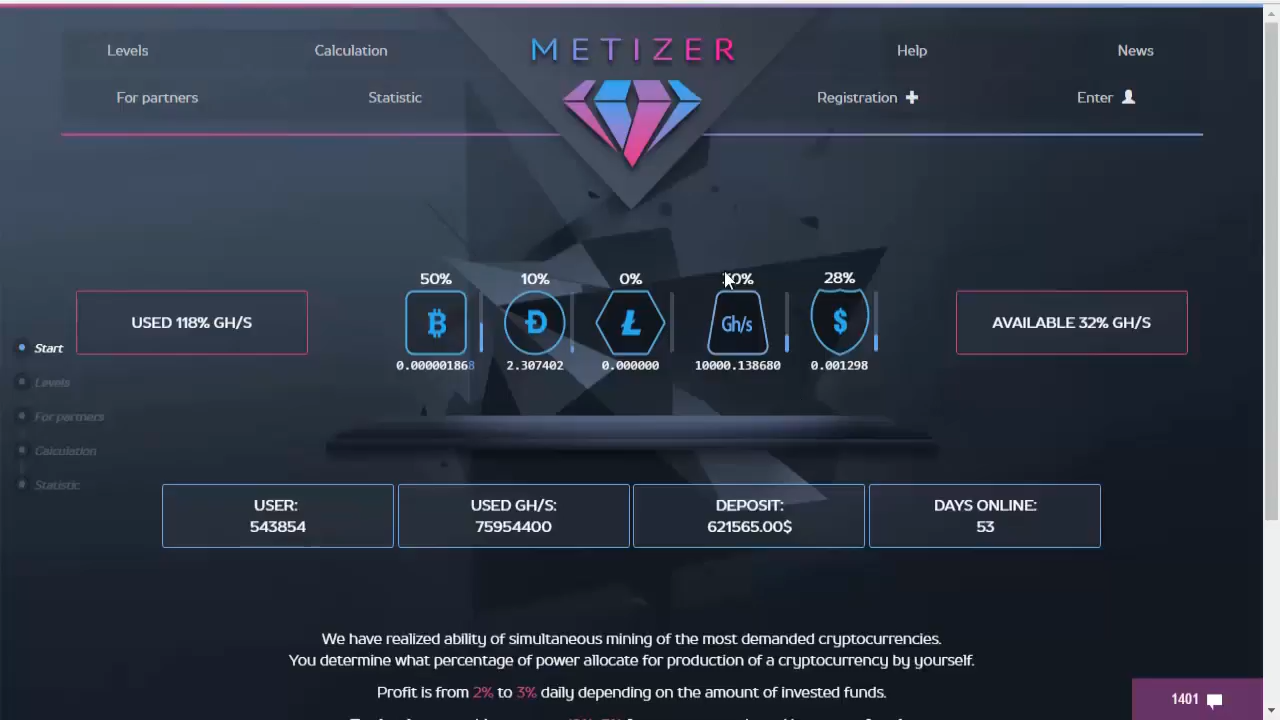 METIZER
Levels
Calculation
Help
News
For partners
Statistic
Registration
Enter
50%
10%
0%
28%
USED 118% GH/S
Gh/s
$
AVAILABLE 32% GH/S
0.0000001868
2.307402
0.000000
10000.138680
0.001298
Start
Levels
For partners
Calculation
Statistic
USER:
543854
USED GH/S:
75954400
DEPOSIT:
621565.00$
DAYS ONLINE:
53
We have realized ability of simultaneous mining of the most demanded cryptocurrencies.
You determine what percentage of power allocate for production of a cryptocurrency by yourself.
Profit is from 2% to 3% daily depending on the amount of invested funds.
1401